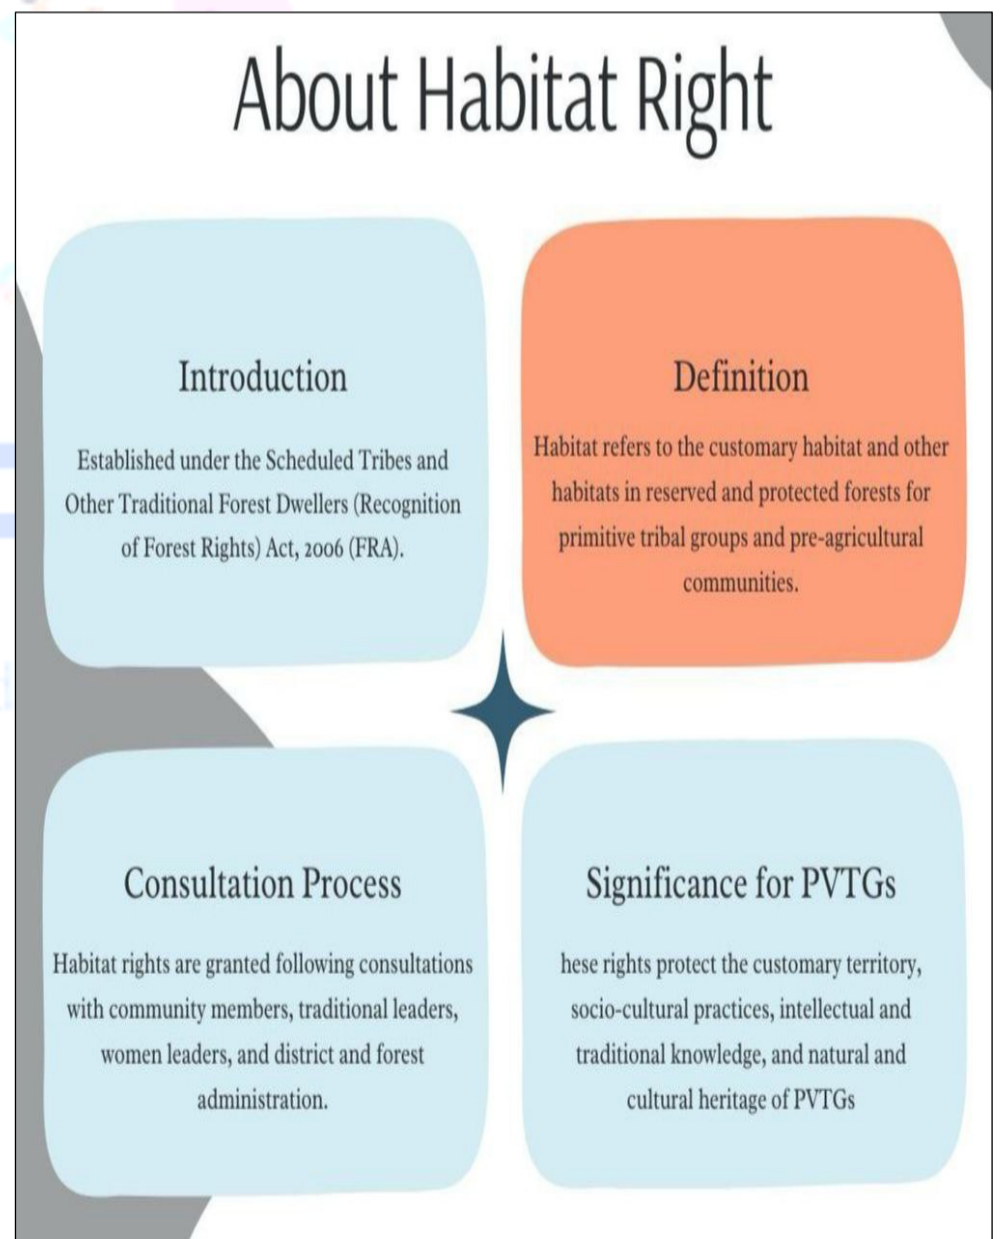 About Habitat Right
Introduction
Established under the Scheduled Tribes and
Other Traditional Forest Dwellers (Recognition
of Forest Rights) Act, 2006 (FRA).
Definition
Habitat refers to the customary habitat and other
habitats in reserved and protected forests for
primitive tribal groups and pre-agricultural
communities.
Consultation Process
Habitat rights are granted following consultations
with community members, traditional leaders,
women leaders, and district and forest
administration.
Significance for PVTGs
hese rights protect the customary territory,
socio-cultural practices, intellectual and
traditional knowledge, and natural and
cultural heritage of PVTGs